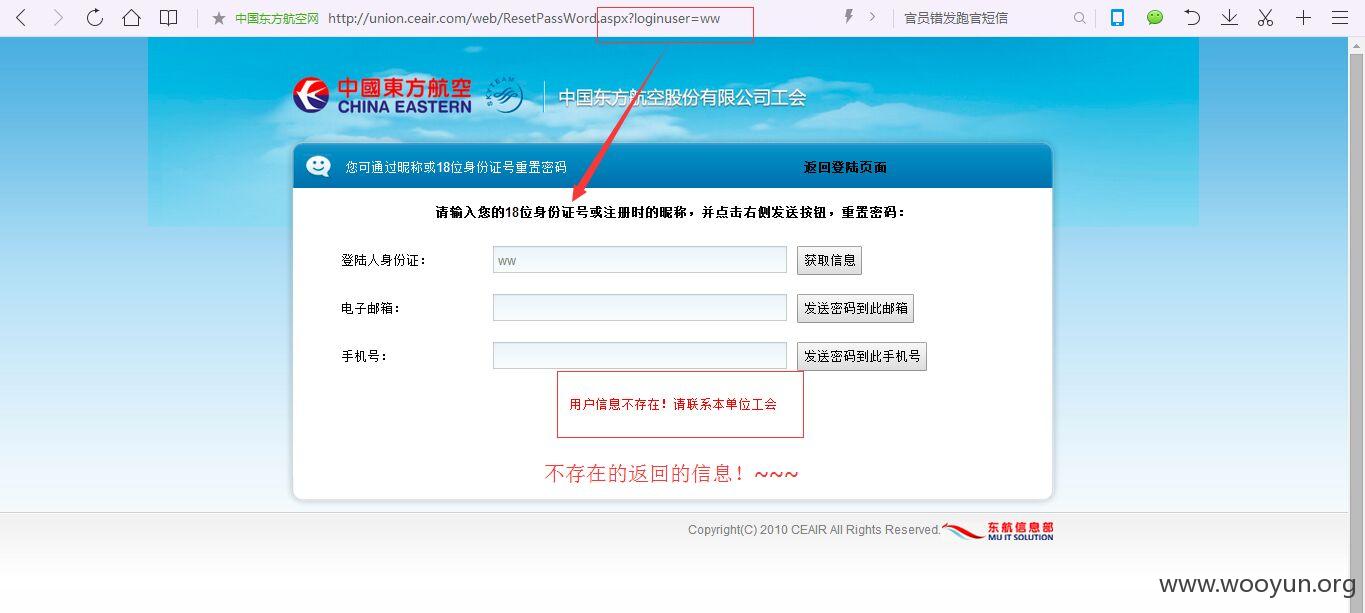 中国东方航空网 http://union.ceair.com/web/ResetPassWord.aspx?loginuser=ww 官员错发跑官短信
中國東方航空 CHINA EASTERN SKYTEAM 中国东方航空股份有限公司工会
您可通过昵称或18位身份证号重置密码 返回登陆页面
请输入您的18位身份证号或注册时的昵称，并点击右侧发送按钮，重置密码：
登陆人身份证： ww 获取信息
电子邮箱： 发送密码到此邮箱
手机号： 发送密码到此手机号
用户信息不存在！请联系本单位工会
不存在的返回的信息！~~~
Copyright(C) 2010 CEAIR All Rights Reserved. 东航信息部 MU IT SOLUTION
www.wooyun.org